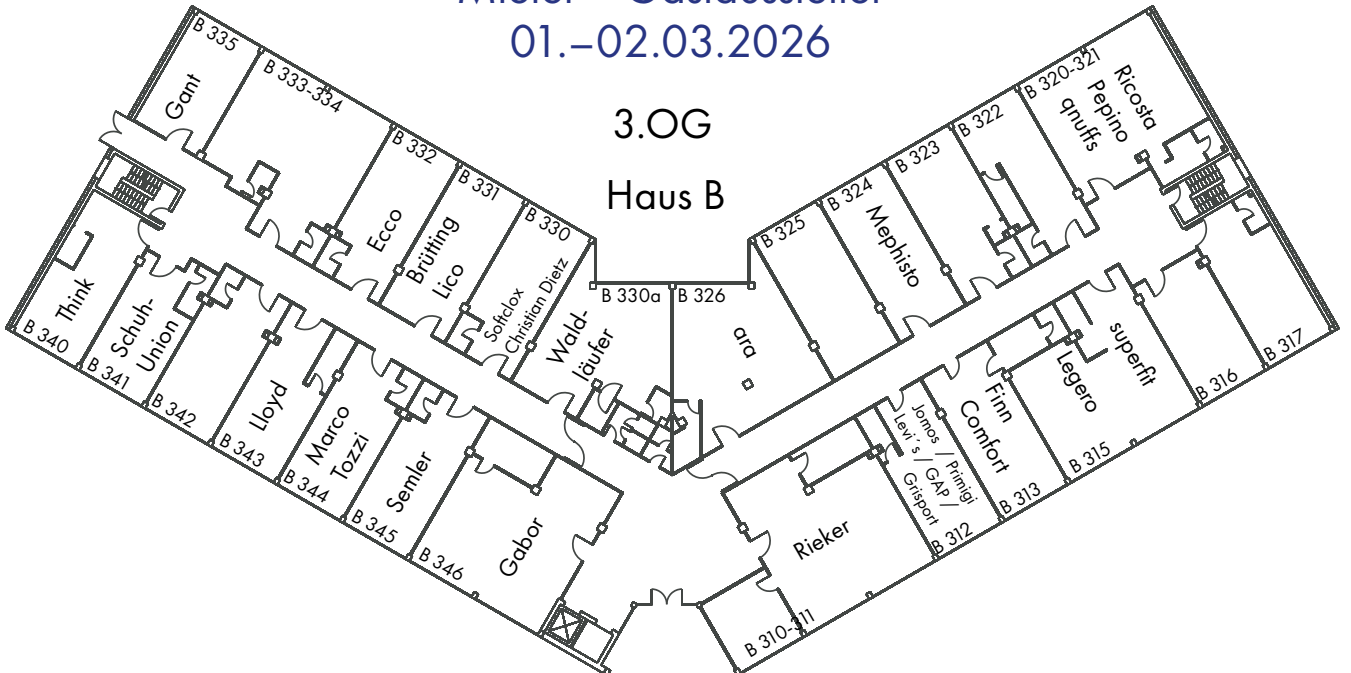 Mieter + Gastaussteller
01.–02.03.2026
3.OG
Haus B
B 335
Gant
B 333-334
B 332
Ecco
B 331
Brütting
Lico
B 330
Softclox
Christian Dietz
B 330a
Wald-
läufer
B 326
ara
B 325
B 324
Mephisto
B 323
B 322
B 320-321
Ricosta
Pepino
qnuffs
B 340
Think
B 341
Schuh-
Union
B 342
B 343
Lloyd
B 344
Marco
Tozzi
B 345
Semler
B 346
Gabor
B 310-311
Rieker
B 312
Jomos / Primigi
Levi´s / GAP /
Grisport
B 313
Finn
Comfort
B 315
Legero
superfit
B 316
B 317